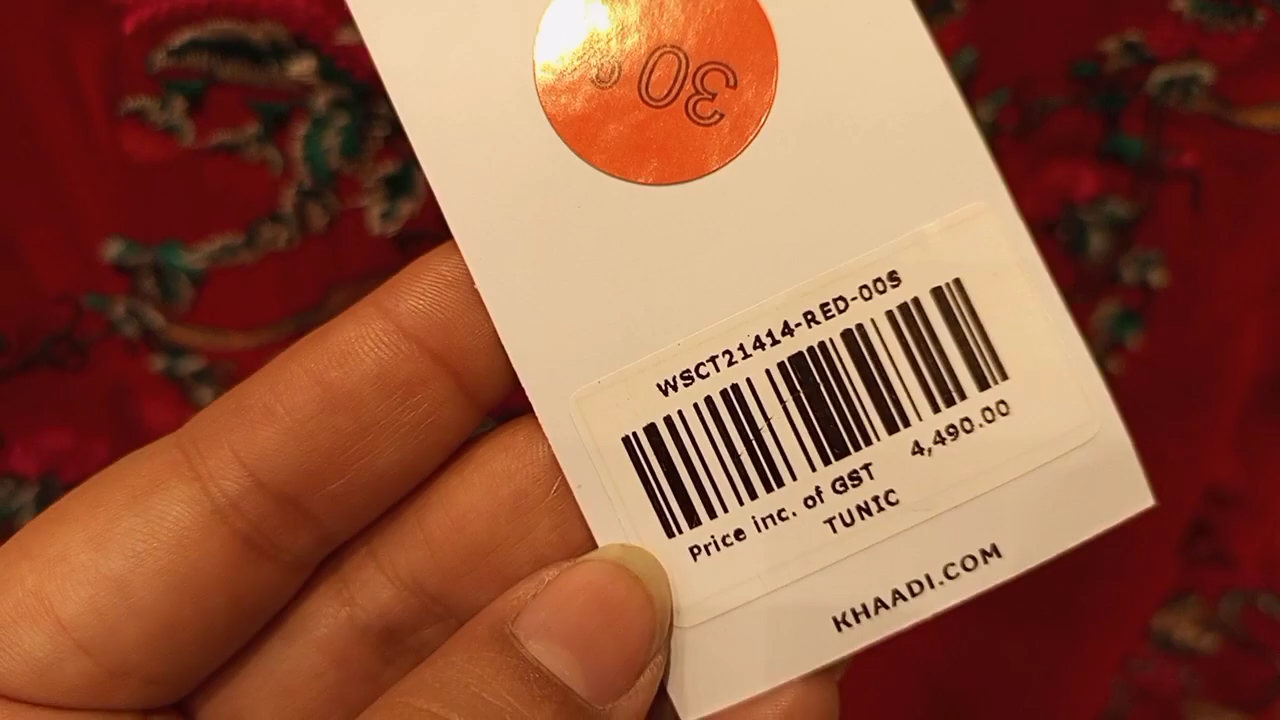 30
WSCT21414-RED-00S
4,490.00
Price inc. of GST
TUNIC
KHAADI.COM